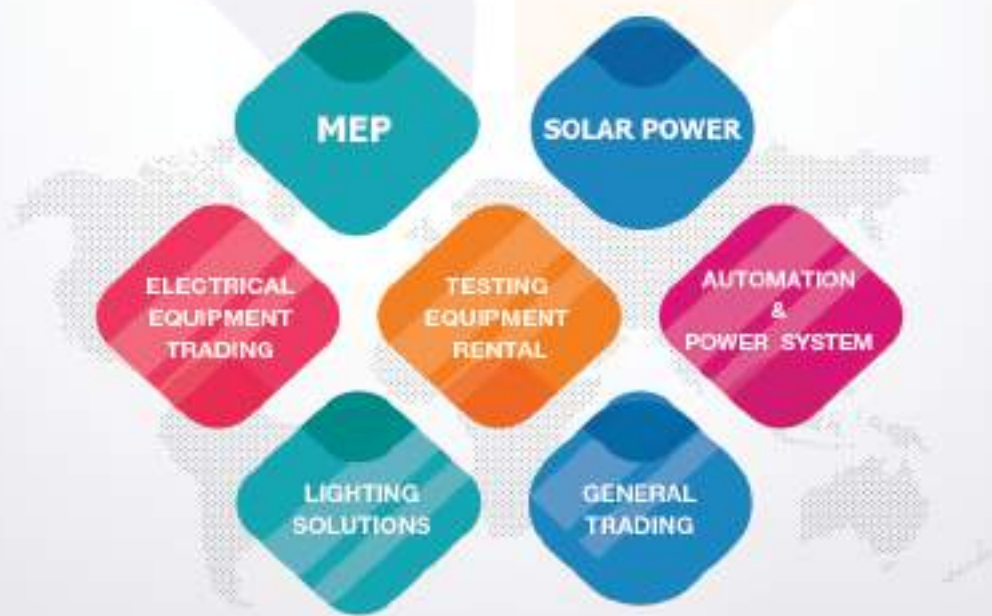 MEP
SOLAR POWER
ELECTRICAL
EQUIPMENT
TRADING
TESTING
EQUIPMENT
RENTAL
AUTOMATION
&
POWER SYSTEM
LIGHTING
SOLUTIONS
GENERAL
TRADING